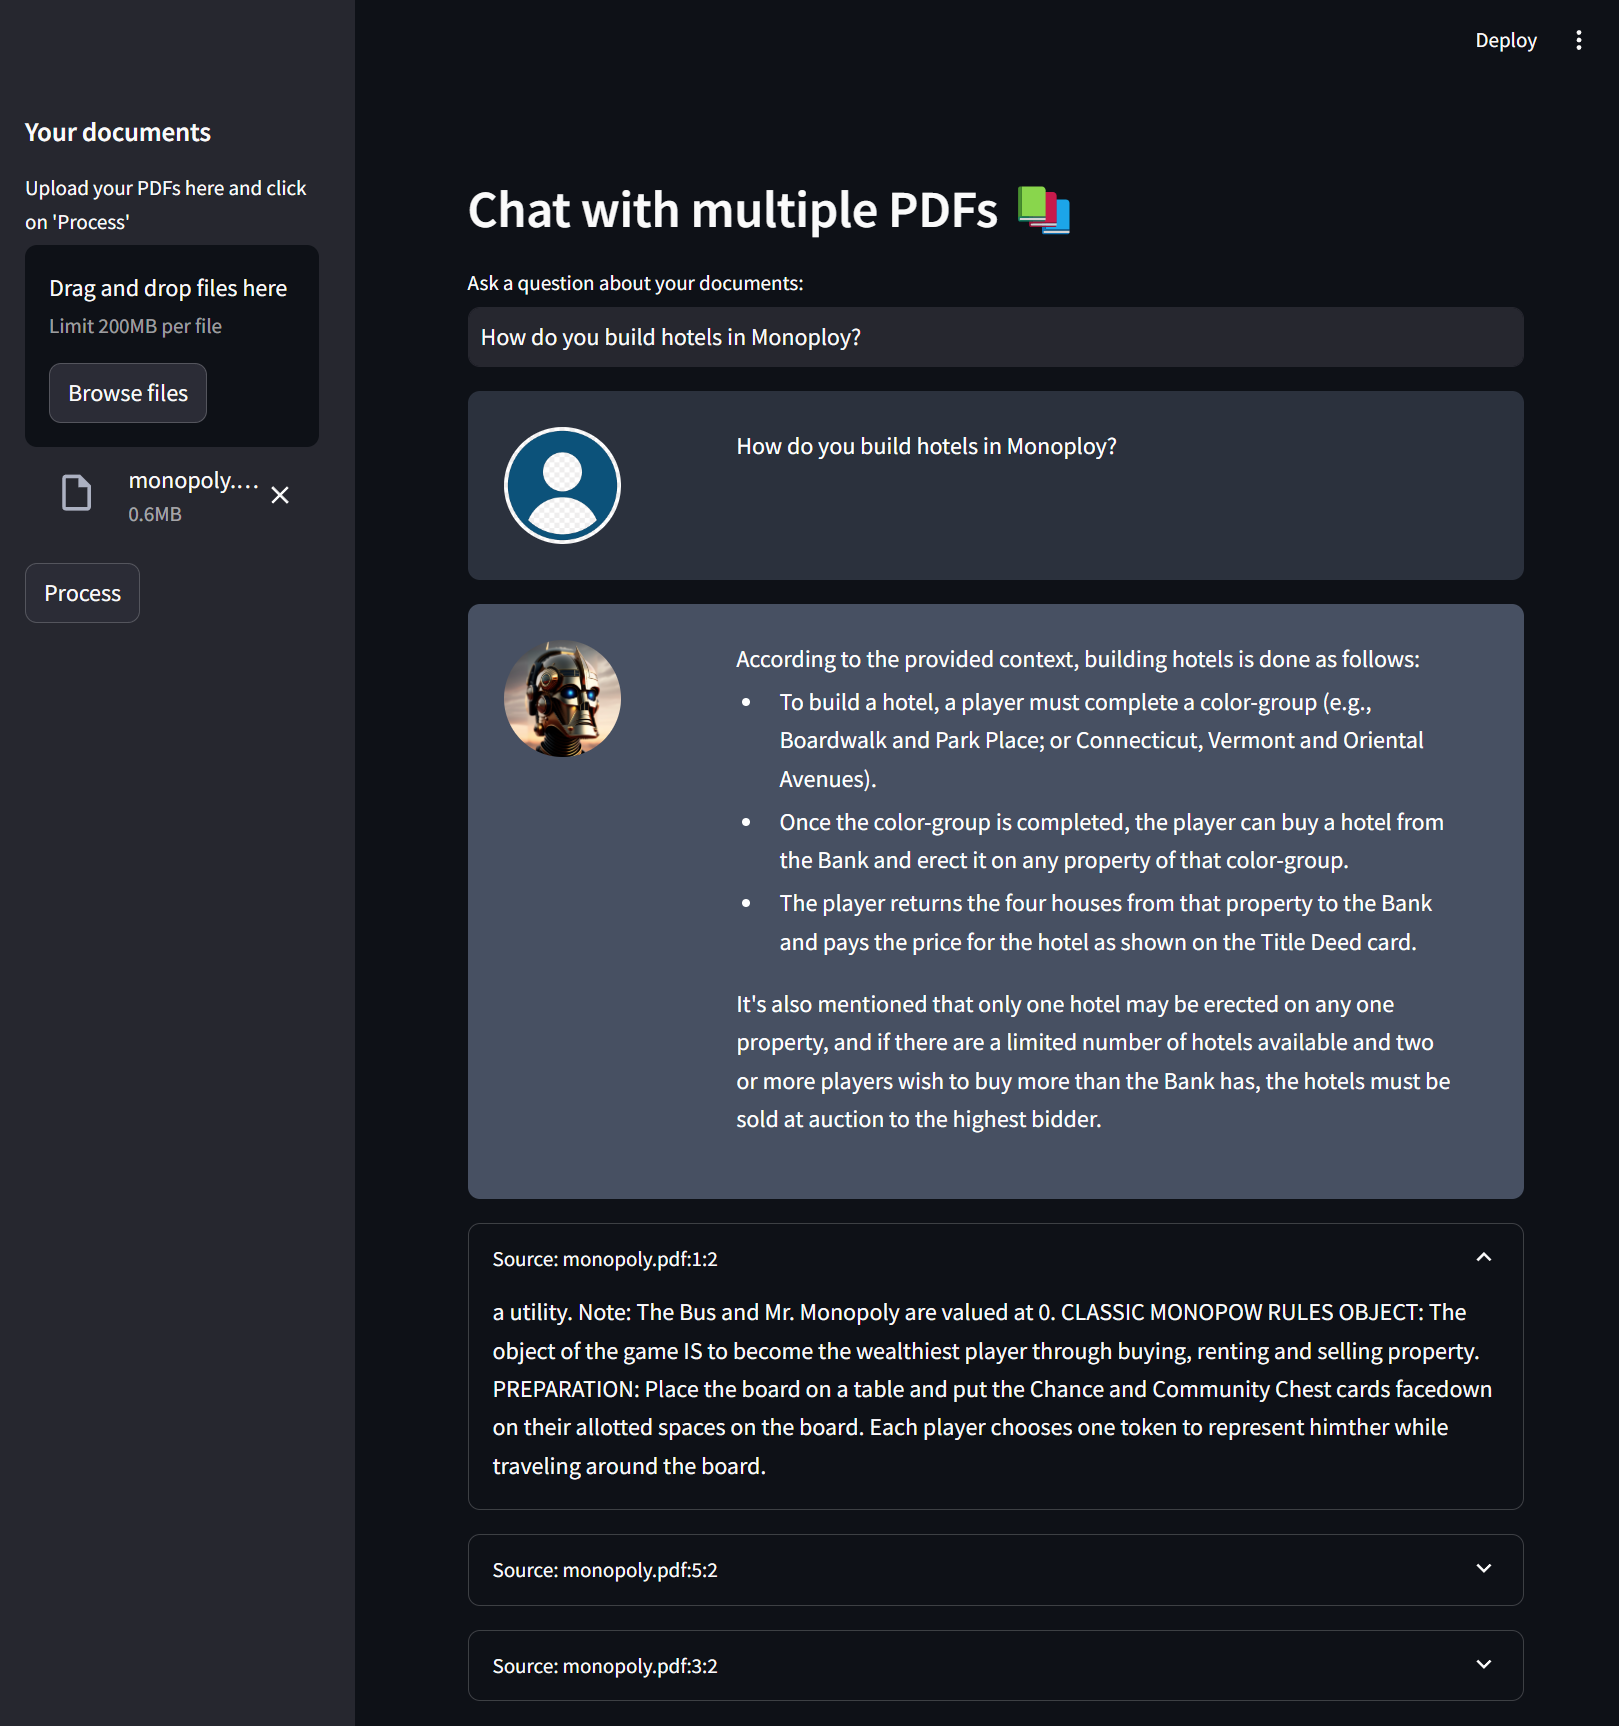 Deploy
Your documents
Upload your PDFs here and click
on 'Process'
Drag and drop files here
Limit 200MB per file
Browse files
monopoly....
0.6MB
Process
Chat with multiple PDFs
Ask a question about your documents:
How do you build hotels in Monoploy?
How do you build hotels in Monoploy?
According to the provided context, building hotels is done as follows:
• To build a hotel, a player must complete a color-group (e.g.,
Boardwalk and Park Place; or Connecticut, Vermont and Oriental
Avenues).
• Once the color-group is completed, the player can buy a hotel from
the Bank and erect it on any property of that color-group.
• The player returns the four houses from that property to the Bank
and pays the price for the hotel as shown on the Title Deed card.
It's also mentioned that only one hotel may be erected on any one
property, and if there are a limited number of hotels available and two
or more players wish to buy more than the Bank has, the hotels must be
sold at auction to the highest bidder.
Source: monopoly.pdf:1:2
a utility. Note: The Bus and Mr. Monopoly are valued at 0. CLASSIC MONOPOW RULES OBJECT: The
object of the game IS to become the wealthiest player through buying, renting and selling property.
PREPARATION: Place the board on a table and put the Chance and Community Chest cards facedown
on their allotted spaces on the board. Each player chooses one token to represent himther while
traveling around the board.
Source: monopoly.pdf:5:2
Source: monopoly.pdf:3:2